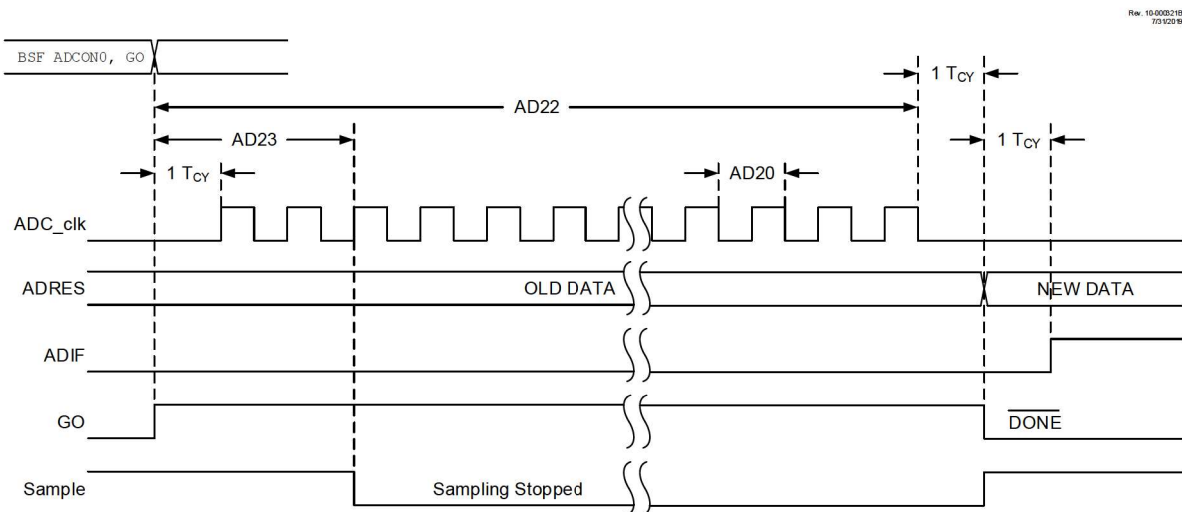 Rev. 10-000321B
7/31/2019
BSF ADCON0, GO
1 TCY
AD22
AD23
1 TCY
1 TCY
AD20
ADC_clk
ADRES
OLD DATA
NEW DATA
ADIF
GO
DONE
Sample
Sampling Stopped